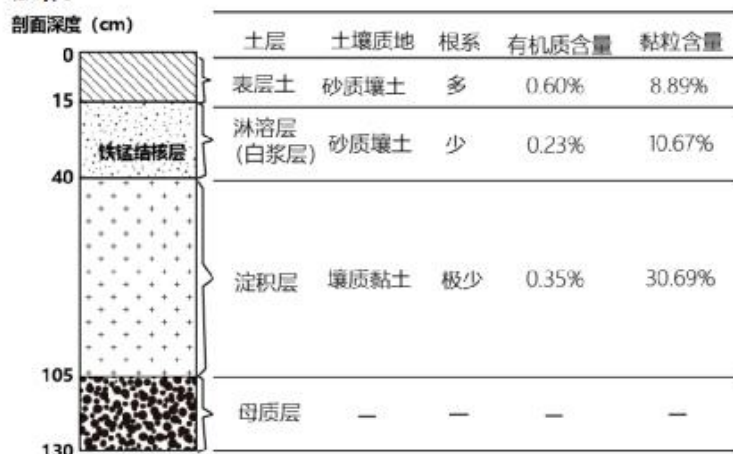 剖面深度（cm）
土层 土壤质地 根系 有机质含量 黏粒含量
0
表层土 砂质壤土 多 0.60% 8.89%
15
淋溶层
（白浆层） 砂质壤土 少 0.23% 10.67%
铁锰结核层
40
淀积层 壤质黏土 极少 0.35% 30.69%
105
母质层 — — — —
130